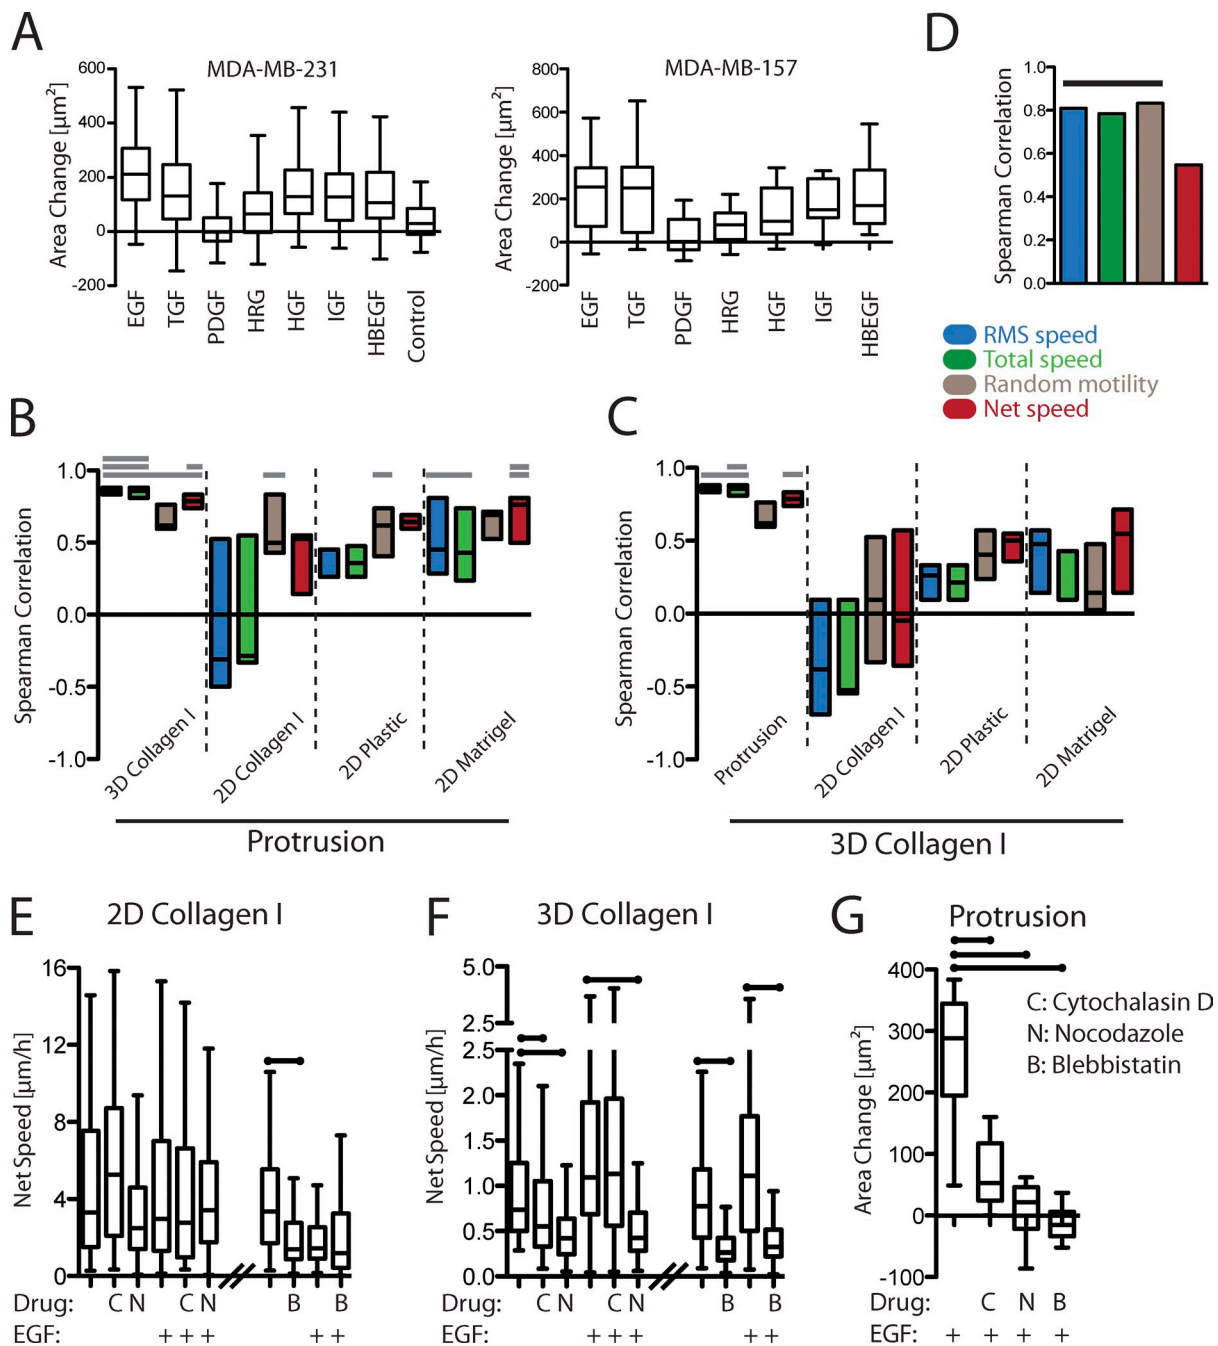 A
MDA-MB-231
Area Change [µm²]
600
400
200
0
-200
EGF
TGF
PDGF
HRG
HGF
IGF
HBEGF
Control
MDA-MB-157
Area Change [µm²]
800
600
400
200
0
-200
EGF
TGF
PDGF
HRG
HGF
IGF
HBEGF
D
Spearman Correlation
1.0
0.8
0.6
0.4
0.2
0.0
RMS speed
Total speed
Random motility
Net speed
B
Spearman Correlation
1.0
0.5
0.0
-0.5
-1.0
3D Collagen I
2D Collagen I
2D Plastic
2D Matrigel
Protrusion
C
Spearman Correlation
1.0
0.5
0.0
-0.5
-1.0
Protrusion
2D Collagen I
2D Plastic
2D Matrigel
3D Collagen I
E
2D Collagen I
Net Speed [µm/h]
16
12
8
4
0
Drug: C N C N B B
EGF: + + + + +
F
3D Collagen I
Net Speed [µm/h]
5.0
2.5
2.5
2.0
1.5
1.0
0.5
0.0
Drug: C N C N B B
EGF: + + + + +
G
Protrusion
Area Change [µm²]
400
300
200
100
0
-100
C: Cytochalasin D
N: Nocodazole
B: Blebbistatin
Drug: C N B
EGF: + + + +